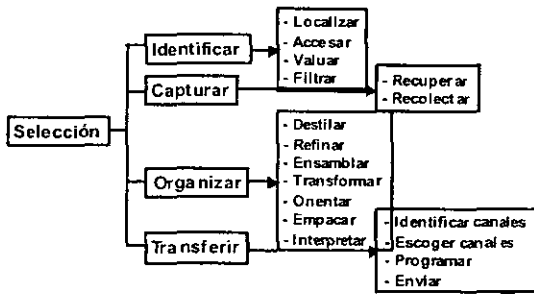 Selección
Identificar
- Localizar
- Accesar
- Valuar
- Filtrar
Capturar
- Recuperar
- Recolectar
Organizar
- Destilar
- Refinar
- Ensamblar
- Transformar
- Orientar
- Empacar
- Interpretar
Transferir
- Identificar canales
- Escoger canales
- Programar
- Enviar